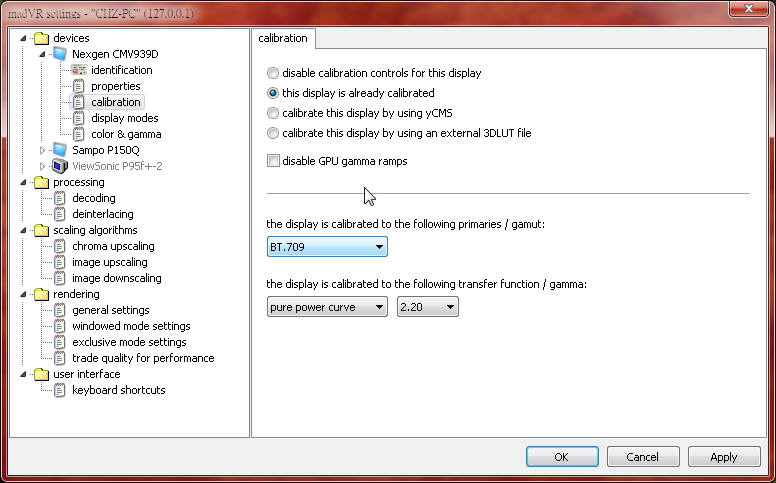 madVR settings - "CHZ-PC" (127.0.0.1)
devices
Nexgen CMV939D
identification
properties
calibration
display modes
color & gamma
Sampo P150Q
ViewSonic P95f+-2
processing
decoding
deinterlacing
scaling algorithms
chroma upscaling
image upscaling
image downscaling
rendering
general settings
windowed mode settings
exclusive mode settings
trade quality for performance
user interface
keyboard shortcuts
calibration
disable calibration controls for this display
this display is already calibrated
calibrate this display by using yCMS
calibrate this display by using an external 3DLUT file
disable GPU gamma ramps
the display is calibrated to the following primaries / gamut:
BT.709
the display is calibrated to the following transfer function / gamma:
pure power curve 2.20
OK Cancel Apply